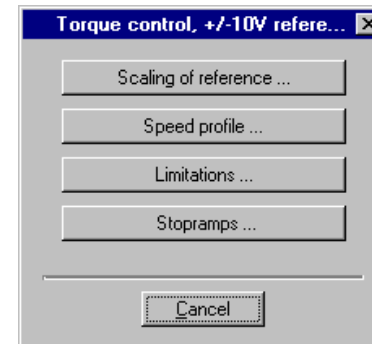 Torque control, +/-10V refere...
Scaling of reference ...
Speed profile ...
Limitations ...
Stopramps ...
Cancel